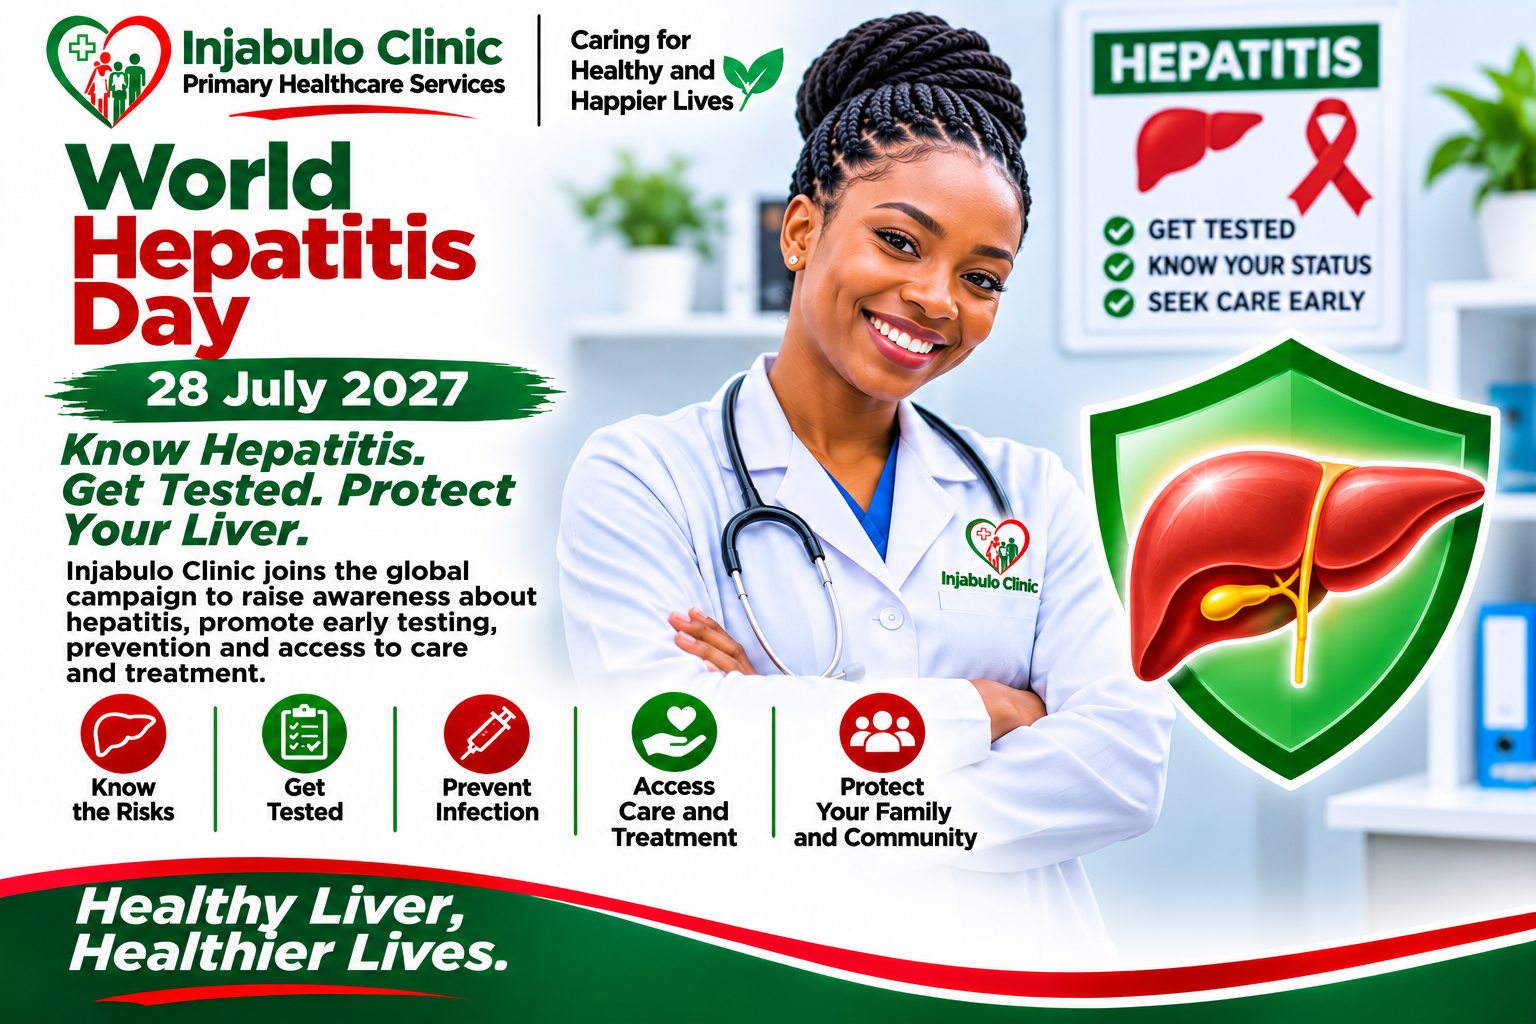 Injabulo Clinic
Primary Healthcare Services
Caring for
Healthy and
Happier Lives
World
Hepatitis
Day
28 July 2027
Know Hepatitis.
Get Tested. Protect
Your Liver.
Injabulo Clinic joins the global
campaign to raise awareness about
hepatitis, promote early testing,
prevention and access to care
and treatment.
Know
the Risks
Get
Tested
Prevent
Infection
Access
Care and
Treatment
Protect
Your Family
and Community
Healthy Liver,
Healthier Lives.
HEPATITIS
GET TESTED
KNOW YOUR STATUS
SEEK CARE EARLY
Injabulo Clinic